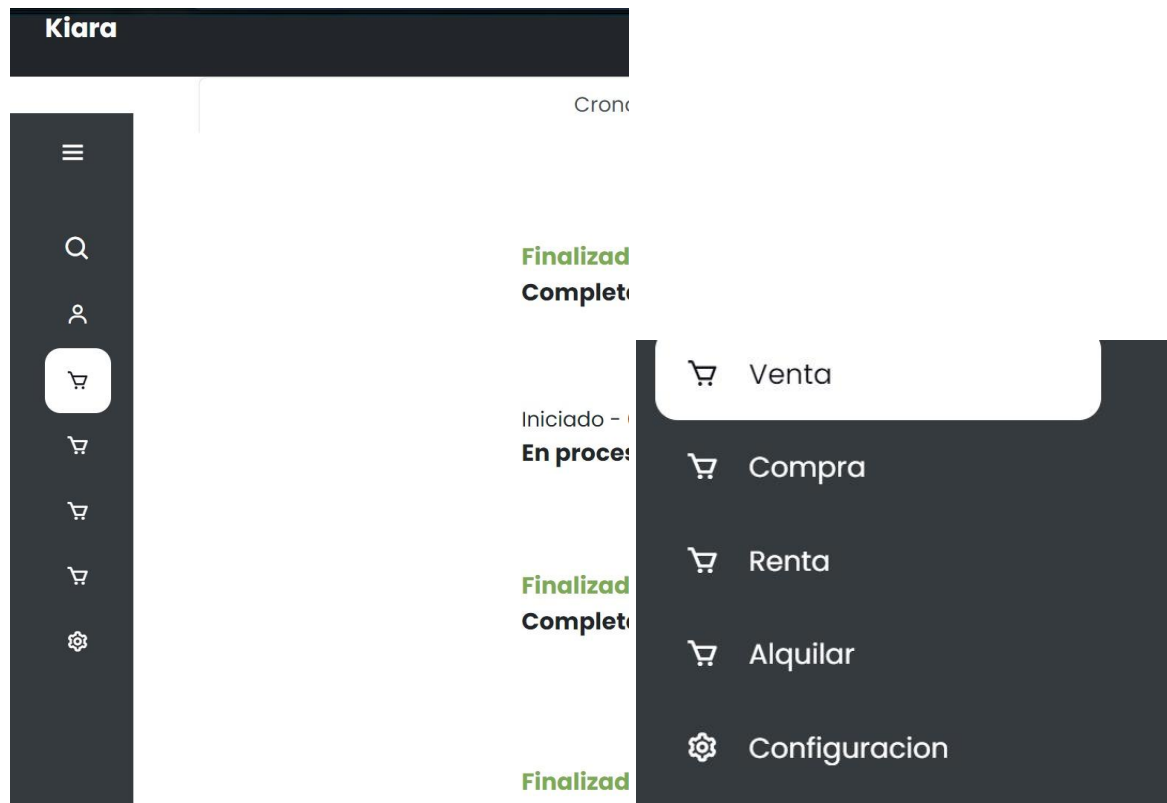 Kiara
Crono
Finalizad
Complet
Iniciado -
En proces
Finalizad
Complet
Finalizad
Venta
Compra
Renta
Alquilar
Configuracion